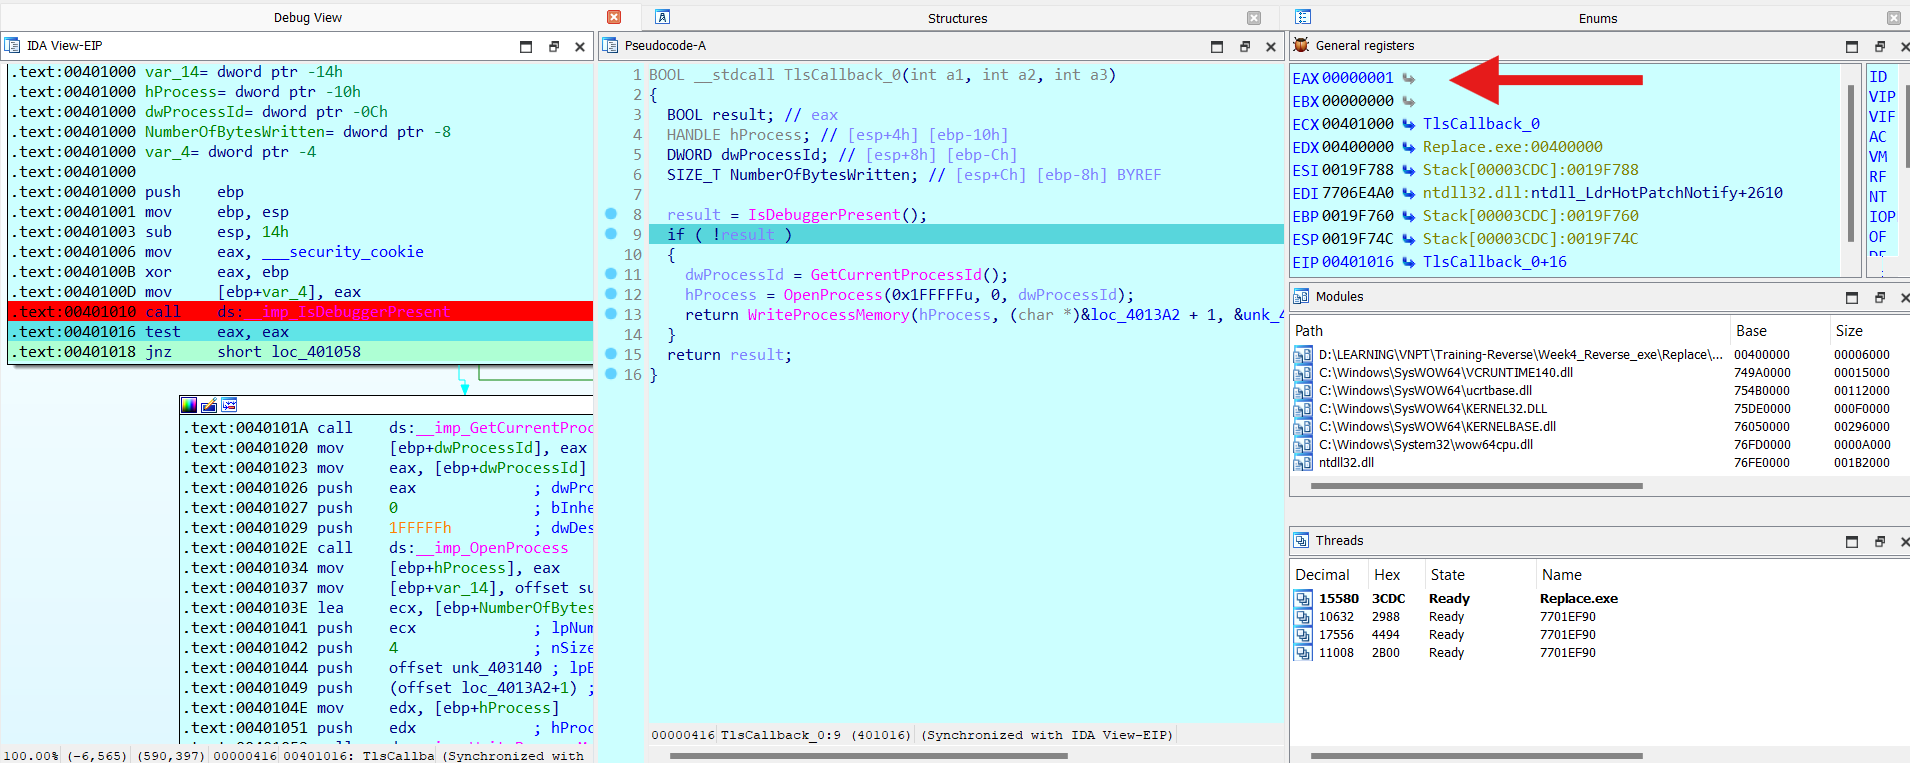 Debug View
Structures
Enums
IDA View-EIP
.text:00401000 var_14= dword ptr -14h
.text:00401000 hProcess= dword ptr -10h
.text:00401000 dwProcessId= dword ptr -0Ch
.text:00401000 NumberOfBytesWritten= dword ptr -8
.text:00401000 var_4= dword ptr -4
.text:00401000
.text:00401000 push ebp
.text:00401001 mov ebp, esp
.text:00401003 sub esp, 14h
.text:00401006 mov eax, ___security_cookie
.text:0040100B xor eax, ebp
.text:0040100D mov [ebp+var_4], eax
.text:00401010 call ds:__imp_IsDebuggerPresent
.text:00401016 test eax, eax
.text:00401018 jnz short loc_401058
.text:0040101A call ds:__imp_GetCurrentProc
.text:00401020 mov [ebp+dwProcessId], eax
.text:00401023 mov eax, [ebp+dwProcessId]
.text:00401026 push eax ; dwPro
.text:00401027 push 0 ; bInhe
.text:00401029 push 1FFFFFh ; dwDes
.text:0040102E call ds:__imp_OpenProcess
.text:00401034 mov [ebp+hProcess], eax
.text:00401037 mov [ebp+var_14], offset su
.text:0040103E lea ecx, [ebp+NumberOfBytes
.text:00401041 push ecx ; lpNum
.text:00401042 push 4 ; nSize
.text:00401044 push offset unk_403140 ; lpB
.text:00401049 push (offset loc_4013A2+1) ;
.text:0040104E mov edx, [ebp+hProcess]
.text:00401051 push edx ; hProc
100.00% (-6,565) (590,397) 00000416 00401016: TlsCallba (Synchronized with
Pseudocode-A
1 BOOL __stdcall TlsCallback_0(int a1, int a2, int a3)
2 {
3 BOOL result; // eax
4 HANDLE hProcess; // [esp+4h] [ebp-10h]
5 DWORD dwProcessId; // [esp+8h] [ebp-Ch]
6 SIZE_T NumberOfBytesWritten; // [esp+Ch] [ebp-8h] BYREF
7
8 result = IsDebuggerPresent();
9 if ( !result )
10 {
11 dwProcessId = GetCurrentProcessId();
12 hProcess = OpenProcess(0x1FFFFFu, 0, dwProcessId);
13 return WriteProcessMemory(hProcess, (char *)&loc_4013A2 + 1, &unk_4
14 }
15 return result;
16 }
00000416 TlsCallback_0:9 (401016) (Synchronized with IDA View-EIP)
General registers
EAX 00000001
EBX 00000000
ECX 00401000 TlsCallback_0
EDX 00400000 Replace.exe:00400000
ESI 0019F788 Stack[00003CDC]:0019F788
EDI 7706E4A0 ntdll32.dll:ntdll_LdrHotPatchNotify+2610
EBP 0019F760 Stack[00003CDC]:0019F760
ESP 0019F74C Stack[00003CDC]:0019F74C
EIP 00401016 TlsCallback_0+16
ID
VIP
VIF
AC
VM
RF
NT
IOP
OF
Modules
Path Base Size
D:\LEARNING\VNPT\Training-Reverse\Week4_Reverse_exe\Replace\... 00400000 00006000
C:\Windows\SysWOW64\VCRUNTIME140.dll 749A0000 00015000
C:\Windows\SysWOW64\ucrtbase.dll 754B0000 00112000
C:\Windows\SysWOW64\KERNEL32.DLL 75DE0000 000F0000
C:\Windows\SysWOW64\KERNELBASE.dll 76050000 00296000
C:\Windows\System32\wow64cpu.dll 76FD0000 0000A000
ntdll32.dll 76FE0000 001B2000
Threads
Decimal Hex State Name
15580 3CDC Ready Replace.exe
10632 2988 Ready 7701EF90
17556 4494 Ready 7701EF90
11008 2B00 Ready 7701EF90